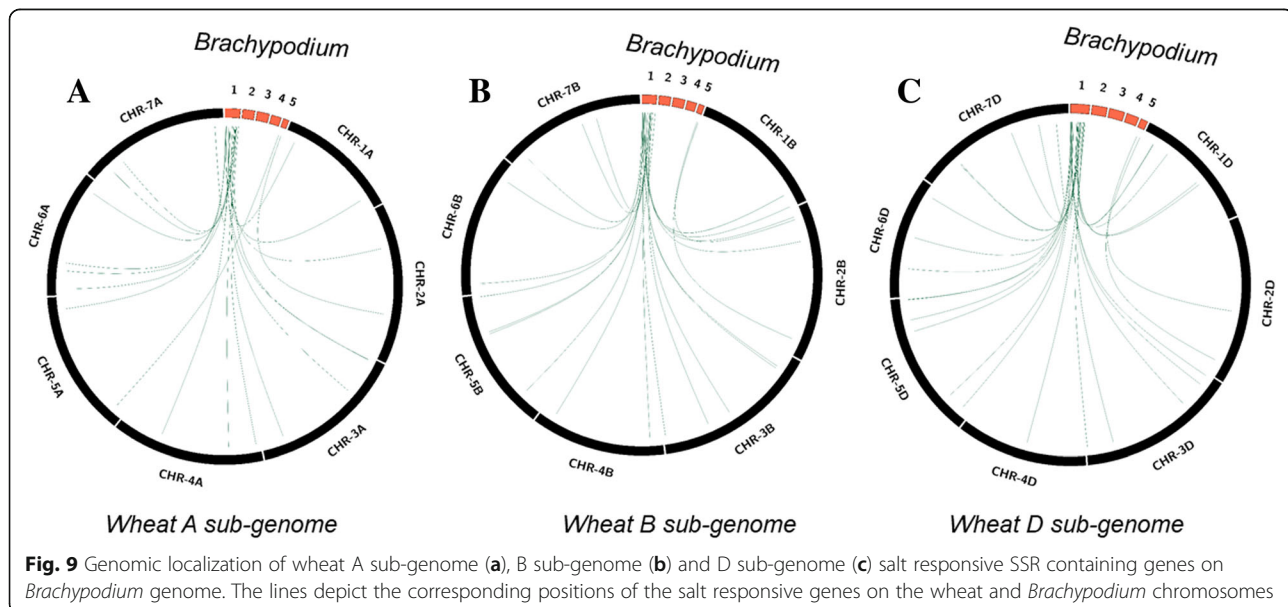 Brachypodium
Brachypodium
Brachypodium
A
B
C
1 2 3 4 5
1 2 3 4 5
1 2 3 4 5
CHR-7A
CHR-1A
CHR-6A
CHR-2A
CHR-5A
CHR-3A
CHR-4A
CHR-7B
CHR-1B
CHR-6B
CHR-2B
CHR-5B
CHR-3B
CHR-4B
CHR-7D
CHR-1D
CHR-6D
CHR-2D
CHR-5D
CHR-3D
CHR-4D
Wheat A sub-genome
Wheat B sub-genome
Wheat D sub-genome
Fig. 9 Genomic localization of wheat A sub-genome (a), B sub-genome (b) and D sub-genome (c) salt responsive SSR containing genes on
Brachypodium genome. The lines depict the corresponding positions of the salt responsive genes on the wheat and Brachypodium chromosomes